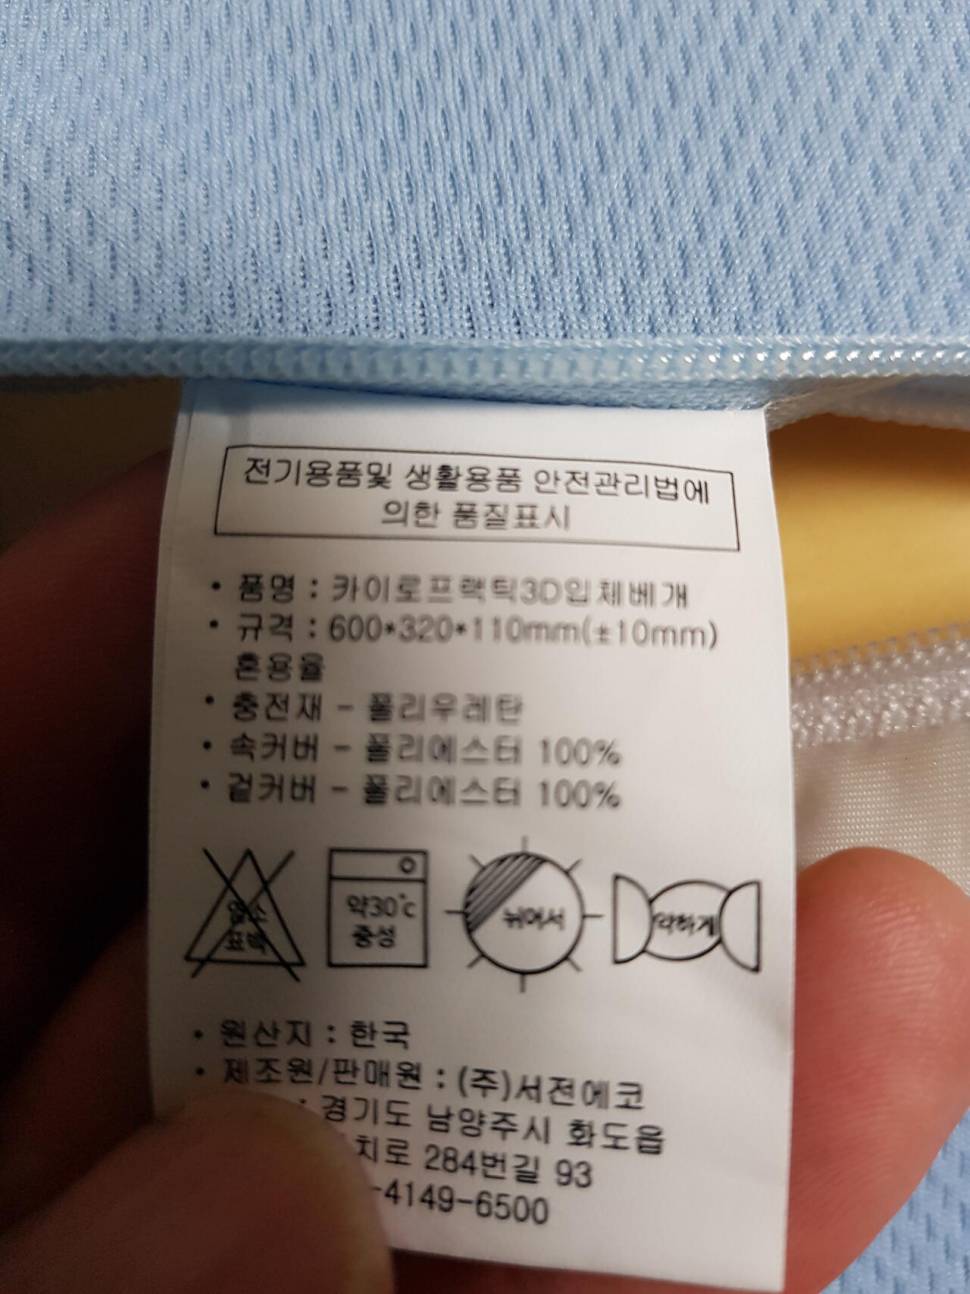 전기용품및 생활용품 안전관리법에
의한 품질표시
• 품명 : 카이로프랙틱3D입체베개
• 규격 : 600*320*110mm(±10mm)
혼용율
• 충전재 - 폴리우레탄
• 속커버 - 폴리에스터 100%
• 겉커버 - 폴리에스터 100%
염소
표백
약30℃
중성
뉘어서
약하게
• 원산지 : 한국
• 제조원/판매원 : (주)서전에코
: 경기도 남양주시 화도읍
치로 284번길 93
-4149-6500